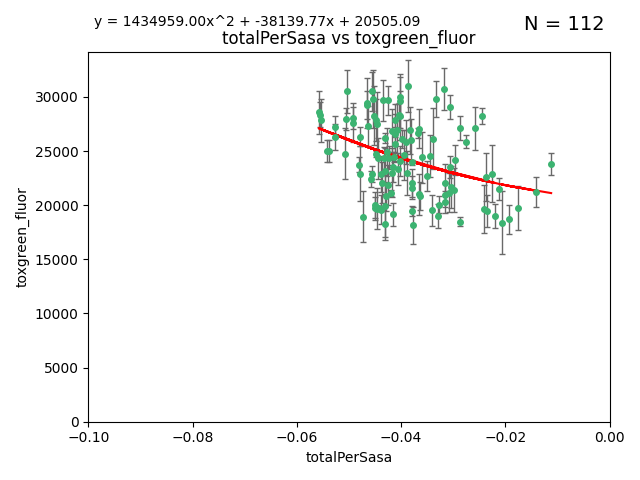 y = 1434959.00x^2 + -38139.77x + 20505.09
N = 112
totalPerSasa vs toxgreen_fluor
30000
25000
20000
15000
10000
5000
0
toxgreen_fluor
−0.10 −0.08 −0.06 −0.04 −0.02 0.00
totalPerSasa